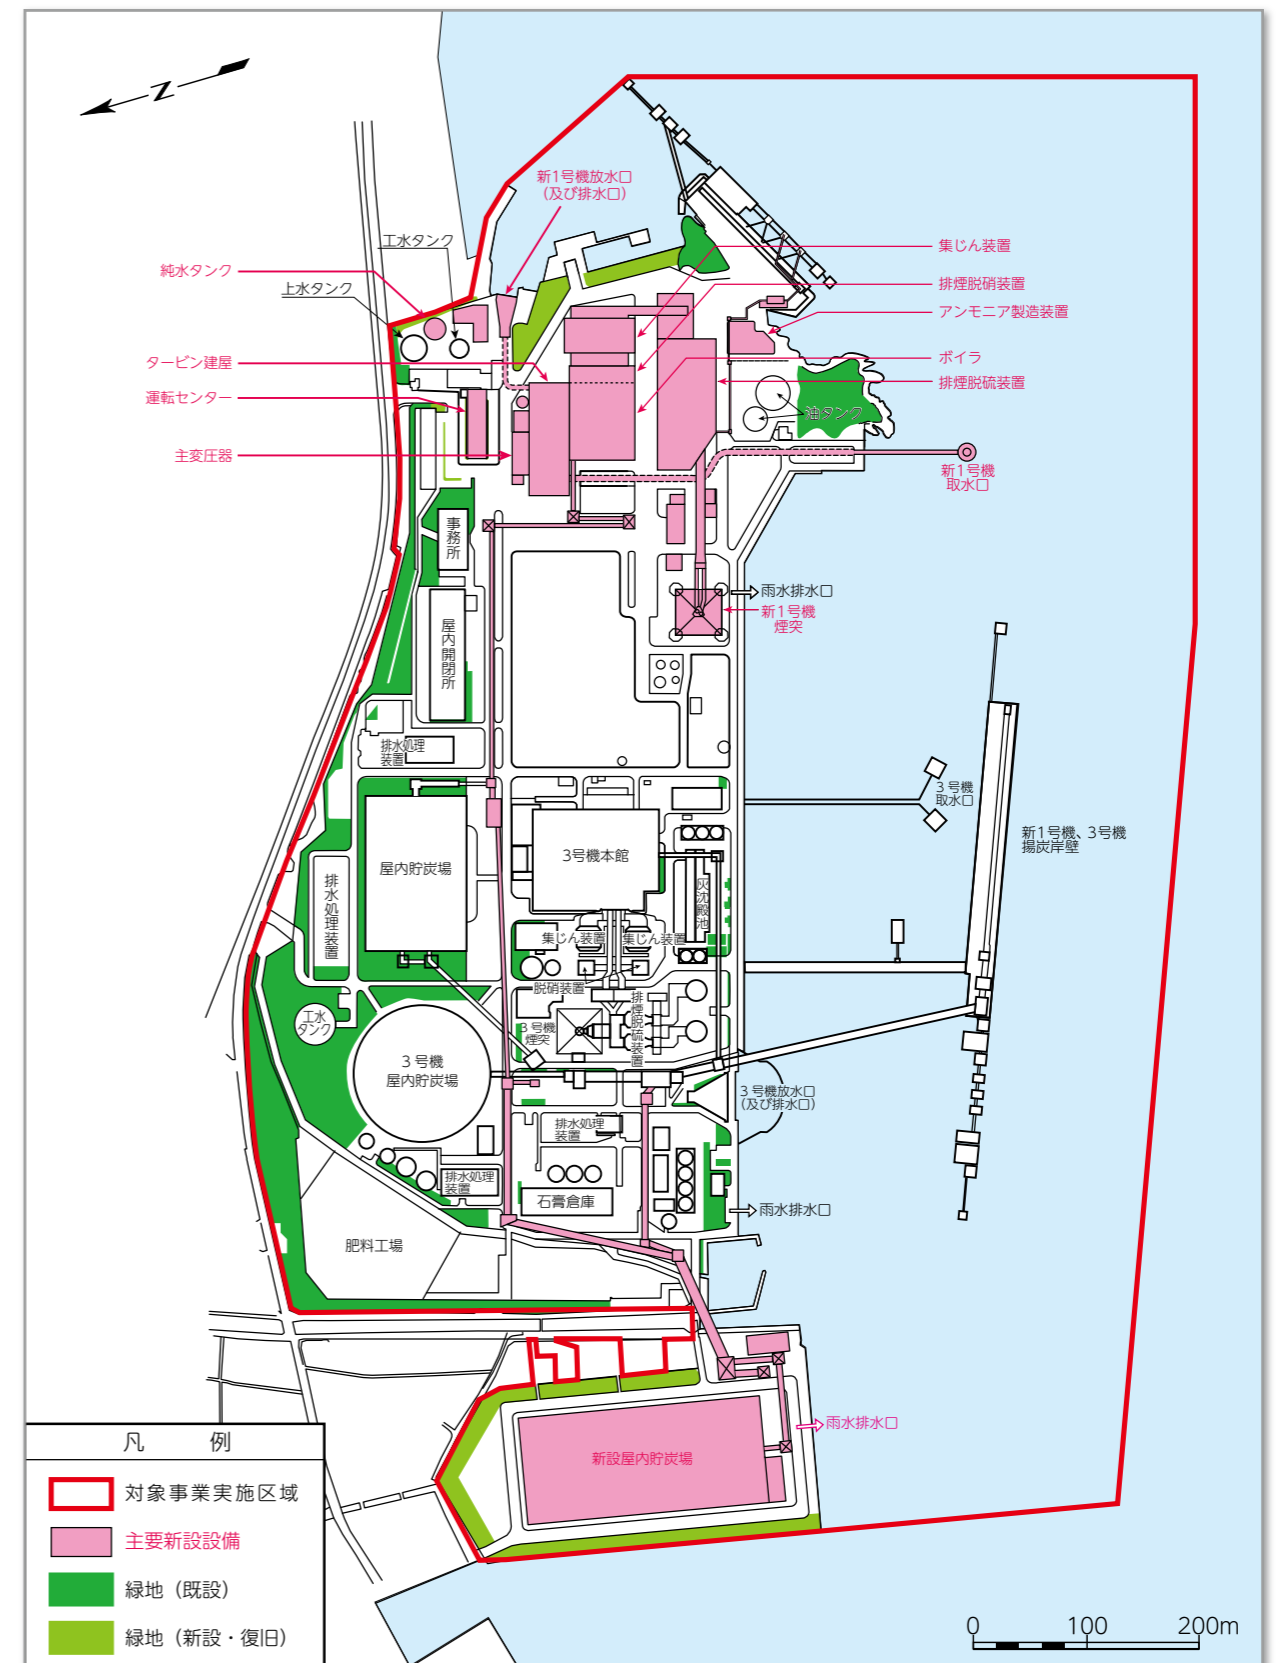 N
新1号機放水口
(及び排水口)
工水タンク
純水タンク
上水タンク
集じん装置
排煙脱硝装置
アンモニア製造装置
タービン建屋
ボイラ
排煙脱硫装置
運転センター
油タンク
主変圧器
新1号機
取水口
事務所
雨水排水口
新1号機
煙突
屋内開閉所
排水処理
装置
3号機
取水口
新1号機、3号機
揚炭岸壁
3号機本館
屋内貯炭場
排水処理装置
灰沈殿池
集じん装置
集じん装置
脱硝装置
排煙脱硫装置
工水
タンク
3号機
煙突
3号機
屋内貯炭場
3号機放水口
(及び排水口)
排水処理
装置
排水処理
装置
石膏倉庫
雨水排水口
肥料工場
雨水排水口
新設屋内貯炭場
凡 例
対象事業実施区域
主要新設設備
緑地（既設）
緑地（新設・復旧）
0 100 200m